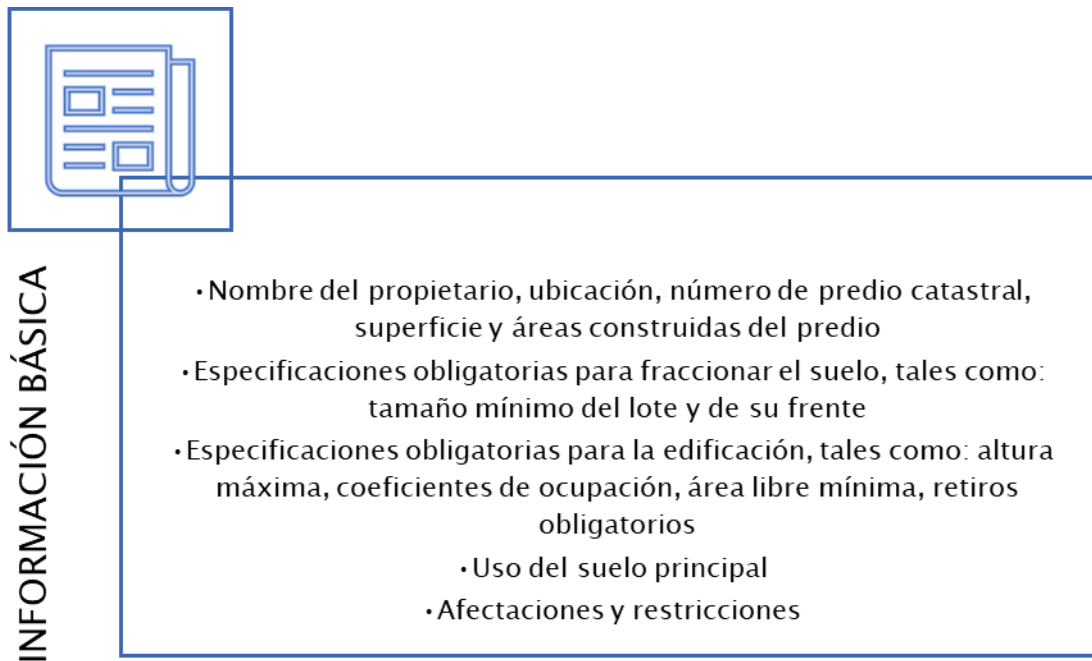 INFORMACIÓN BÁSICA
•Nombre del propietario, ubicación, número de predio catastral,
superficie y áreas construidas del predio
•Especificaciones obligatorias para fraccionar el suelo, tales como:
tamaño mínimo del lote y de su frente
•Especificaciones obligatorias para la edificación, tales como: altura
máxima, coeficientes de ocupación, área libre mínima, retiros
obligatorios
•Uso del suelo principal
•Afectaciones y restricciones